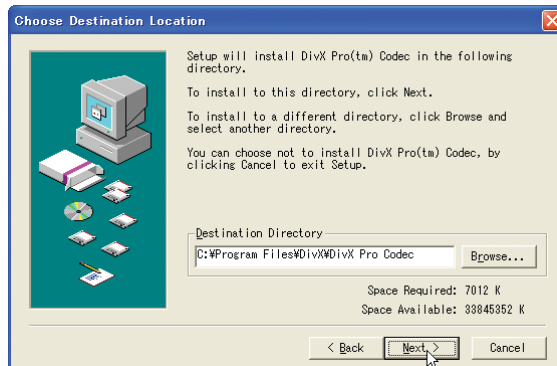 Choose Destination Location
Setup will install DivX Pro(tm) Codec in the following
directory.
To install to this directory, click Next.
To install to a different directory, click Browse and
select another directory.
You can choose not to install DivX Pro(tm) Codec, by
clicking Cancel to exit Setup.
Destination Directory
C:¥Program Files¥DivX¥DivX Pro Codec
Browse...
Space Required: 7012 K
Space Available: 33845352 K
< Back
Next >
Cancel